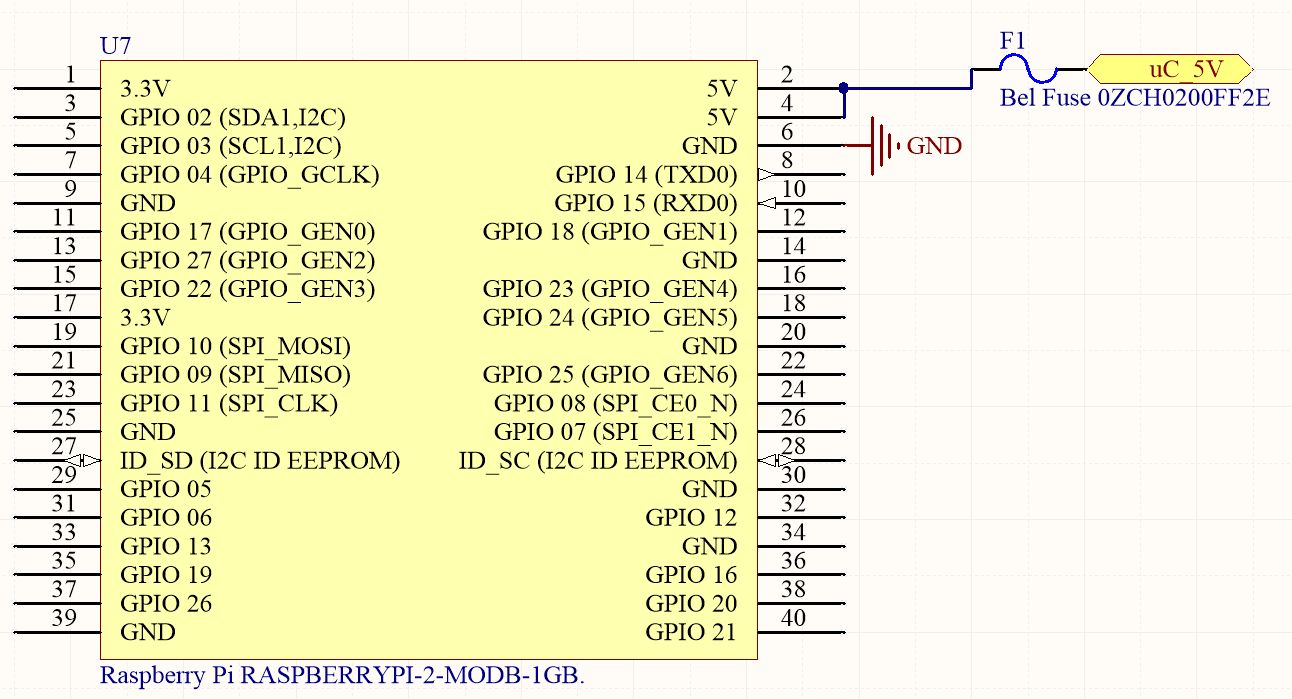 U7
F1
uC_5V
Bel Fuse 0ZCH0200FF2E
1 3.3V 5V 2
3 GPIO 02 (SDA1,I2C) 5V 4
5 GPIO 03 (SCL1,I2C) GND 6 GND
7 GPIO 04 (GPIO_GCLK) GPIO 14 (TXD0) 8
9 GND GPIO 15 (RXD0) 10
11 GPIO 17 (GPIO_GEN0) GPIO 18 (GPIO_GEN1) 12
13 GPIO 27 (GPIO_GEN2) GND 14
15 GPIO 22 (GPIO_GEN3) GPIO 23 (GPIO_GEN4) 16
17 3.3V GPIO 24 (GPIO_GEN5) 18
19 GPIO 10 (SPI_MOSI) GND 20
21 GPIO 09 (SPI_MISO) GPIO 25 (GPIO_GEN6) 22
23 GPIO 11 (SPI_CLK) GPIO 08 (SPI_CE0_N) 24
25 GND GPIO 07 (SPI_CE1_N) 26
27 ID_SD (I2C ID EEPROM) ID_SC (I2C ID EEPROM) 28
29 GPIO 05 GND 30
31 GPIO 06 GPIO 12 32
33 GPIO 13 GND 34
35 GPIO 19 GPIO 16 36
37 GPIO 26 GPIO 20 38
39 GND GPIO 21 40
Raspberry Pi RASPBERRYPI-2-MODB-1GB.